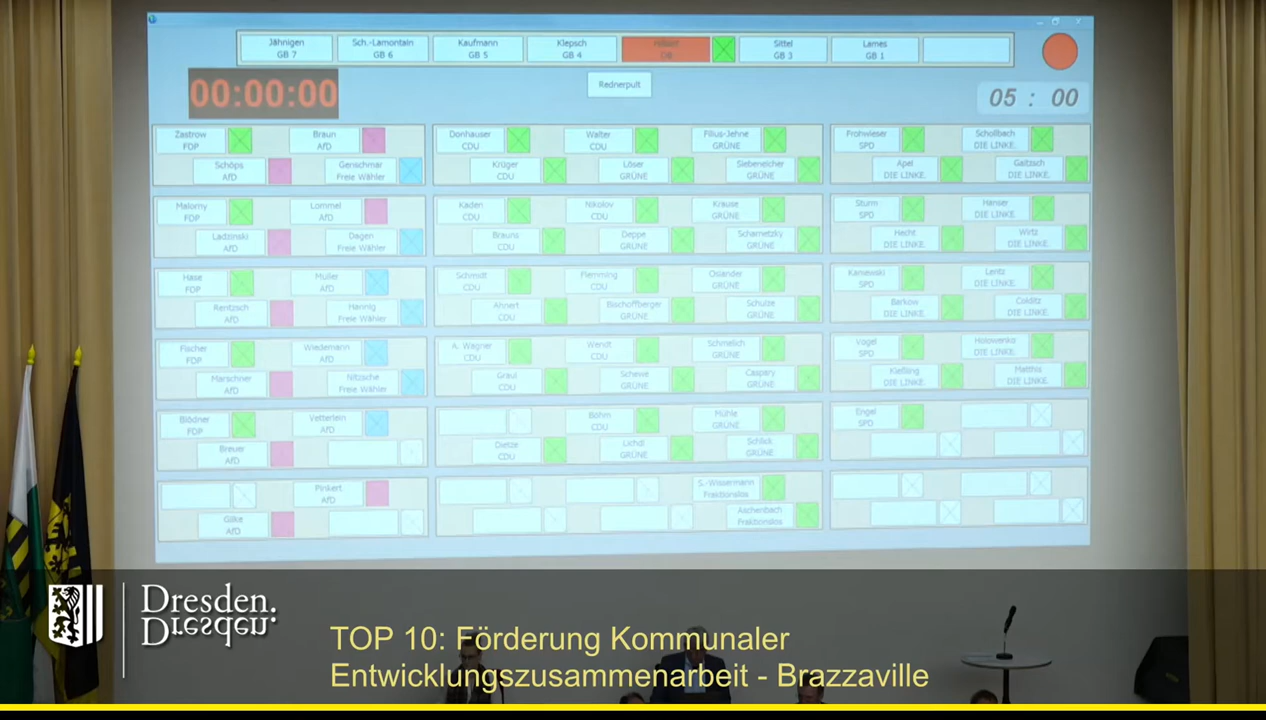 Jähnigen
GB 7
Sch.-Lamontain
GB 6
Kaufmann
GB 5
Klepsch
GB 4
Sittel
GB 3
Lames
GB 1
00:00:00
Rednerpult
05 : 00
Zastrow
FDP
Braun
AfD
Schöps
AfD
Genschmar
Freie Wähler
Donhauser
CDU
Walter
CDU
Filius-Jehne
GRÜNE
Krüger
CDU
Löser
GRÜNE
Siebeneicher
GRÜNE
Frohwieser
SPD
Schollbach
DIE LINKE.
Apel
DIE LINKE.
Gaitzsch
DIE LINKE.
Malorny
FDP
Lommel
AfD
Ladzinski
AfD
Dagen
Freie Wähler
Kaden
CDU
Nikolov
CDU
Krause
GRÜNE
Brauns
CDU
Deppe
GRÜNE
Scharnetzky
GRÜNE
Sturm
SPD
Hanser
DIE LINKE.
Hecht
DIE LINKE.
Wirtz
DIE LINKE.
Hase
FDP
Müller
AfD
Rentzsch
AfD
Hannig
Freie Wähler
Schmidt
CDU
Flemming
CDU
Osiander
GRÜNE
Ahnert
CDU
Bischoffberger
GRÜNE
Schulze
GRÜNE
Kaniewski
SPD
Lentz
DIE LINKE.
Barkow
DIE LINKE.
Colditz
DIE LINKE.
Fischer
FDP
Wiedemann
AfD
Marschner
AfD
Nitzsche
Freie Wähler
A. Wagner
CDU
Wendt
CDU
Schmelich
GRÜNE
Graul
CDU
Schewe
GRÜNE
Caspary
GRÜNE
Vogel
SPD
Holowenko
DIE LINKE.
Kießling
DIE LINKE.
Matthis
DIE LINKE.
Blödner
FDP
Vetterlein
AfD
Breuer
AfD
Böhm
CDU
Mühle
GRÜNE
Dietze
CDU
Lichdi
GRÜNE
Schlick
GRÜNE
Engel
SPD
Pinkert
AfD
Gilke
AfD
S.-Wissermann
Fraktionslos
Aschenbach
Fraktionslos
Dresden.
Dresden.
TOP 10: Förderung Kommunaler
Entwicklungszusammenarbeit - Brazzaville